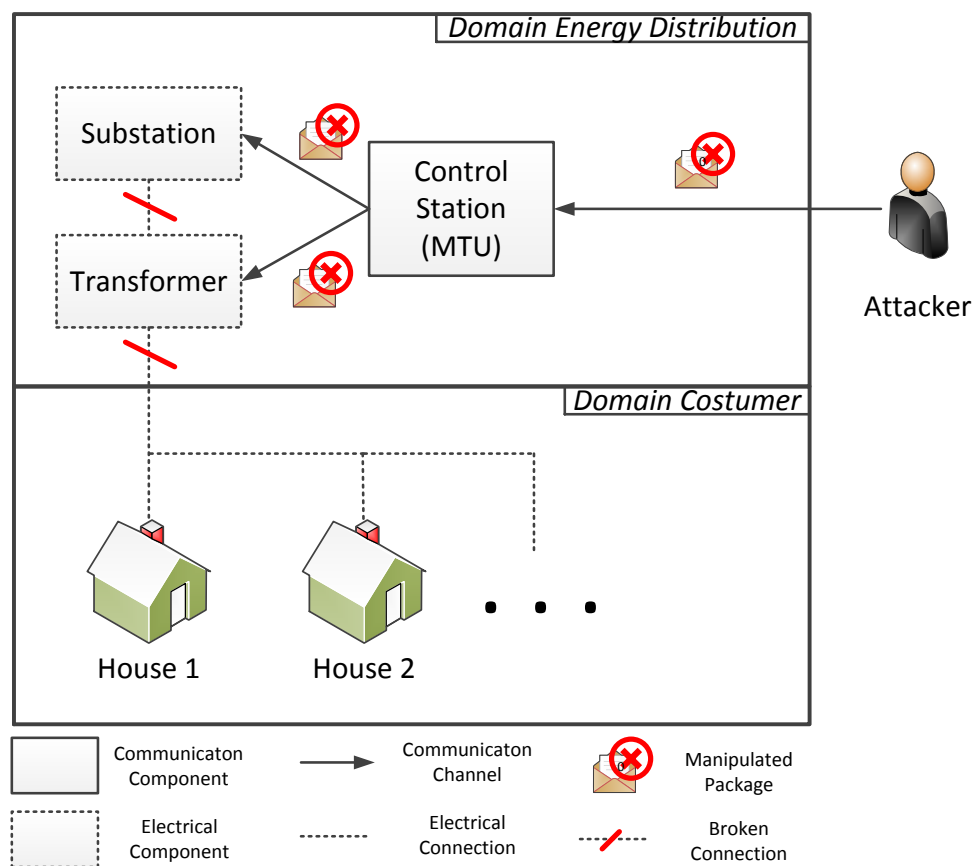 Domain Energy Distribution
Substation
Control
Station
(MTU)
Transformer
Attacker
Domain Costumer
House 1
House 2
Communicaton
Component
Communicaton
Channel
Manipulated
Package
Electrical
Component
Electrical
Connection
Broken
Connection